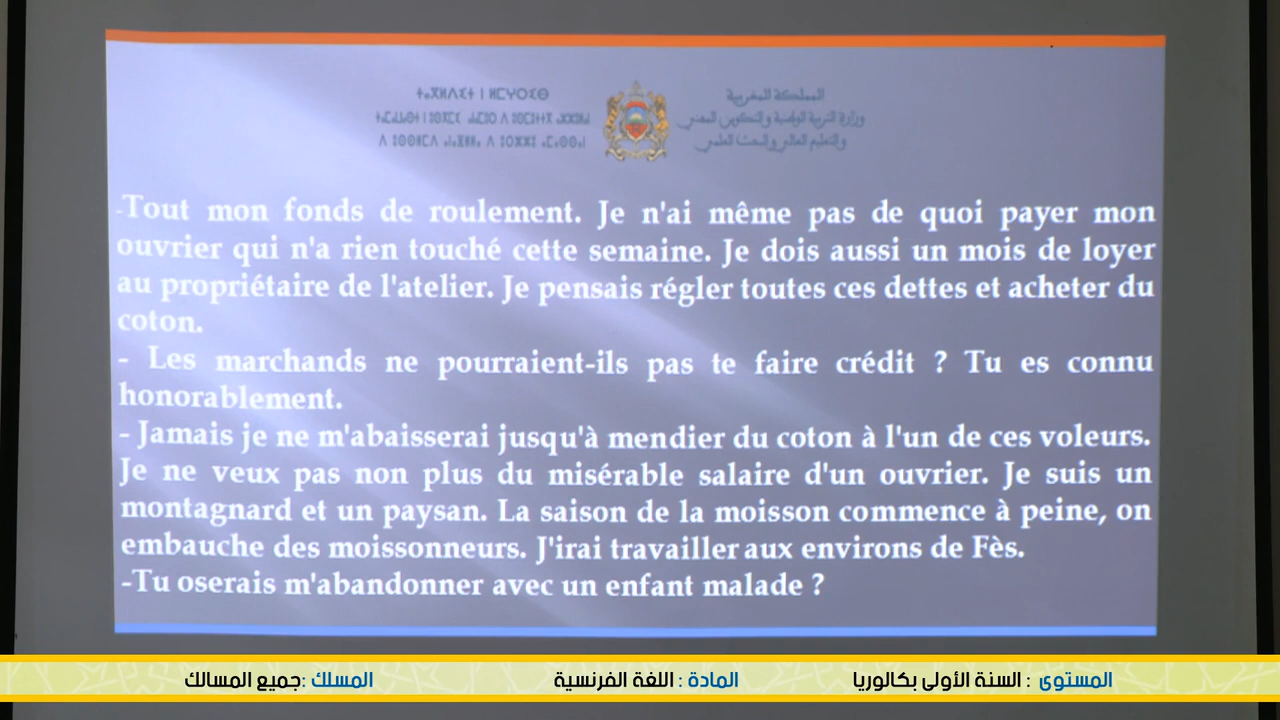 المملكة المغربية
وزارة التربية الوطنية والتكوين المهني
والتعليم العالي والبحث العلمي
-Tout mon fonds de roulement. Je n'ai même pas de quoi payer mon
ouvrier qui n'a rien touché cette semaine. Je dois aussi un mois de loyer
au propriétaire de l'atelier. Je pensais régler toutes ces dettes et acheter du
coton.
- Les marchands ne pourraient-ils pas te faire crédit ? Tu es connu
honorablement.
- Jamais je ne m'abaisserai jusqu'à mendier du coton à l'un de ces voleurs.
Je ne veux pas non plus du misérable salaire d'un ouvrier. Je suis un
montagnard et un paysan. La saison de la moisson commence à peine, on
embauche des moissonneurs. J'irai travailler aux environs de Fès.
-Tu oserais m'abandonner avec un enfant malade ?
المستوى : السنة الأولى بكالوريا المادة : اللغة الفرنسية المسلك :جميع المسالك